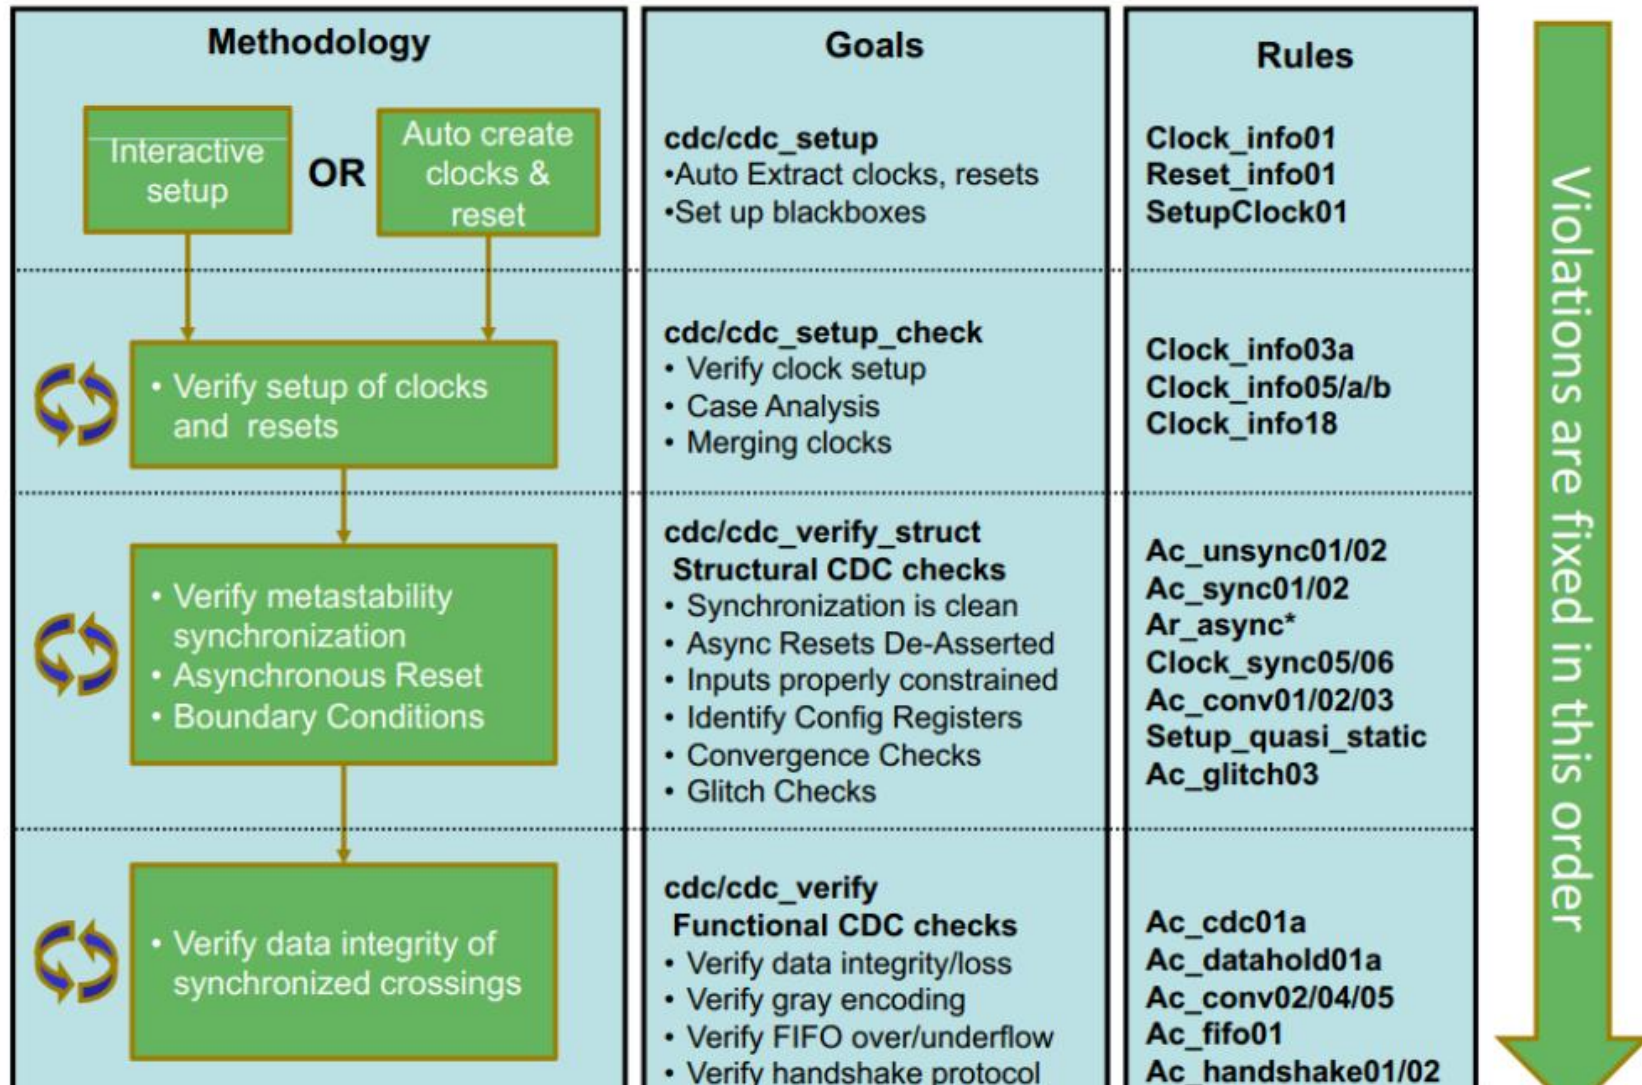 Methodology
Interactive
setup
OR
Auto create
clocks &
reset
• Verify setup of clocks
and resets
• Verify metastability
synchronization
• Asynchronous Reset
• Boundary Conditions
• Verify data integrity of
synchronized crossings
Goals
cdc/cdc_setup
•Auto Extract clocks, resets
•Set up blackboxes
cdc/cdc_setup_check
• Verify clock setup
• Case Analysis
• Merging clocks
cdc/cdc_verify_struct
Structural CDC checks
• Synchronization is clean
• Async Resets De-Asserted
• Inputs properly constrained
• Identify Config Registers
• Convergence Checks
• Glitch Checks
cdc/cdc_verify
Functional CDC checks
• Verify data integrity/loss
• Verify gray encoding
• Verify FIFO over/underflow
• Verify handshake protocol
Rules
Clock_info01
Reset_info01
SetupClock01
Clock_info03a
Clock_info05/a/b
Clock_info18
Ac_unsync01/02
Ac_sync01/02
Ar_async*
Clock_sync05/06
Ac_conv01/02/03
Setup_quasi_static
Ac_glitch03
Ac_cdc01a
Ac_datahold01a
Ac_conv02/04/05
Ac_fifo01
Ac_handshake01/02
Violations are fixed in this order